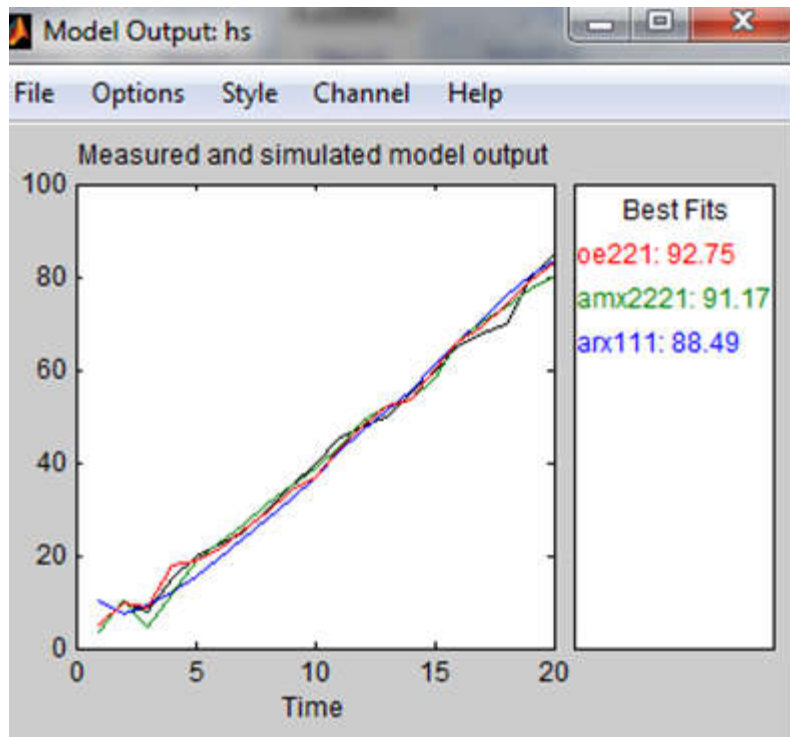 Model Output: hs
File Options Style Channel Help
Measured and simulated model output
100
80
60
40
20
0
0 5 10 15 20
Time
Best Fits
oe221: 92.75
amx2221: 91.17
arx111: 88.49